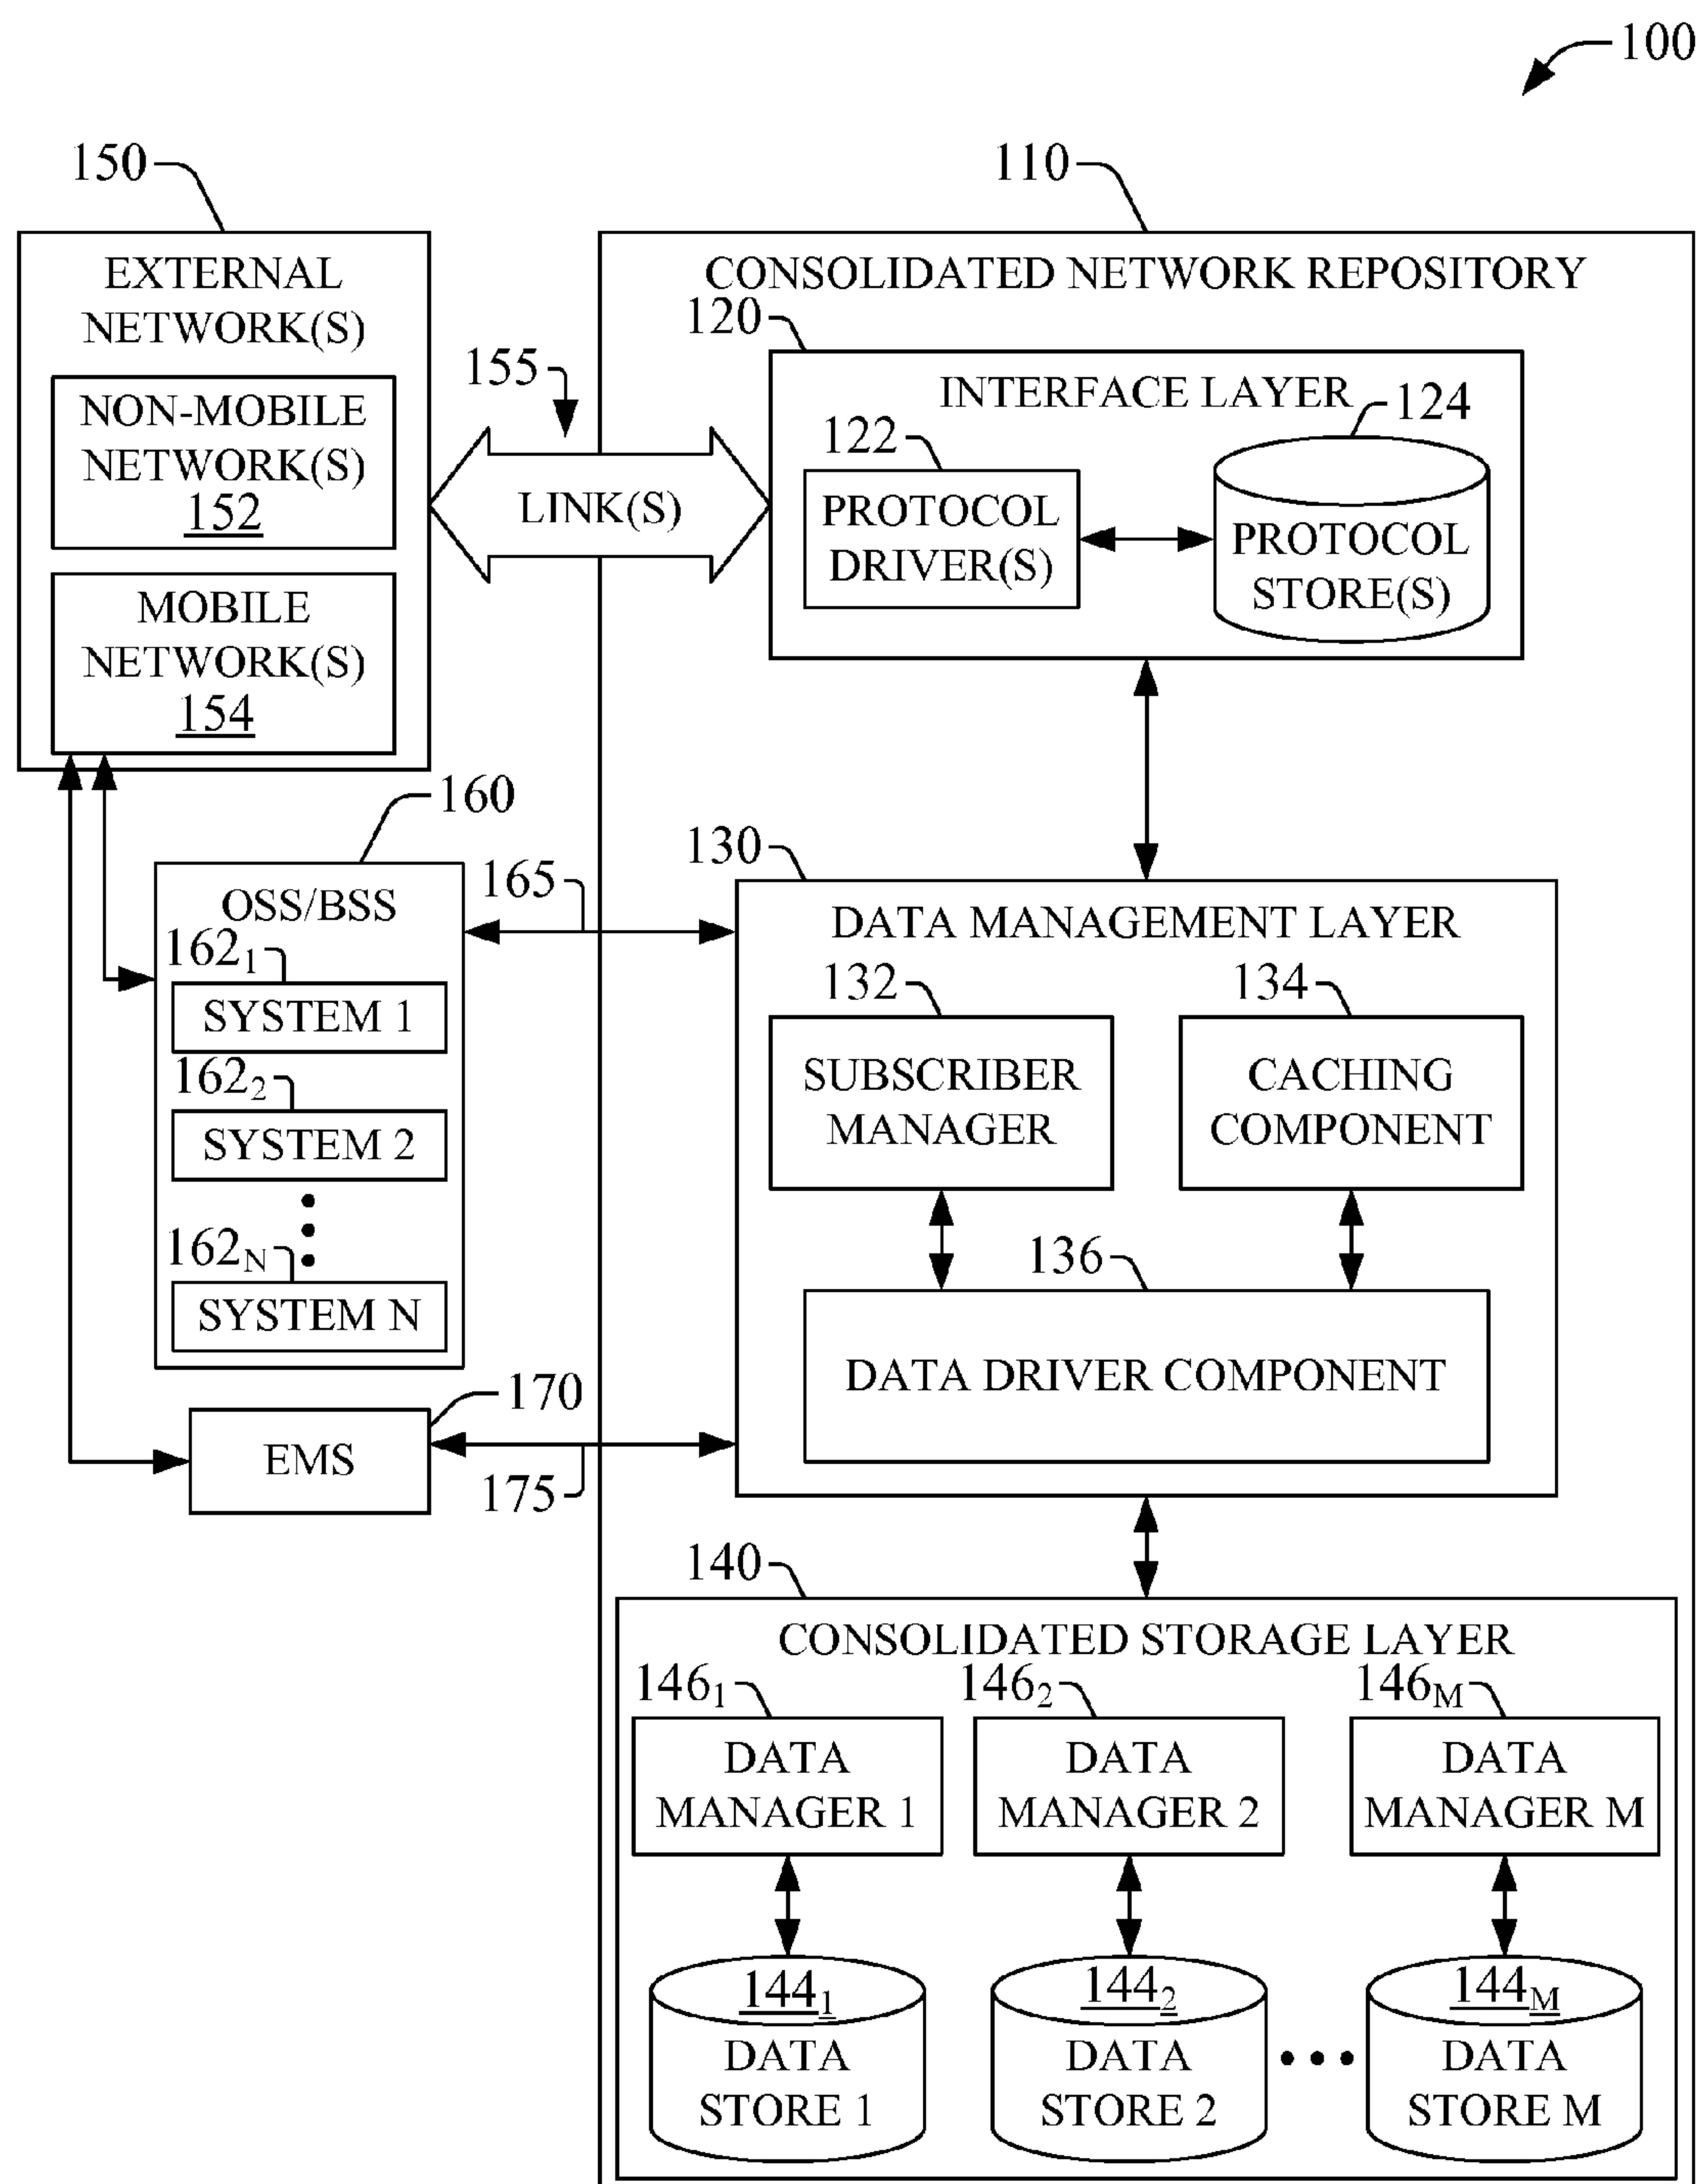 100
150
110
EXTERNAL
NETWORK(S)
NON-MOBILE
NETWORK(S)
152
MOBILE
NETWORK(S)
154
155
LINK(S)
CONSOLIDATED NETWORK REPOSITORY
120
INTERFACE LAYER
122
124
PROTOCOL
DRIVER(S)
PROTOCOL
STORE(S)
160
OSS/BSS
162₁
SYSTEM 1
162₂
SYSTEM 2
162_N
SYSTEM N
165
170
EMS
175
130
DATA MANAGEMENT LAYER
132
134
SUBSCRIBER
MANAGER
CACHING
COMPONENT
136
DATA DRIVER COMPONENT
140
CONSOLIDATED STORAGE LAYER
146₁
146₂
146_M
DATA
MANAGER 1
DATA
MANAGER 2
DATA
MANAGER M
144₁
DATA
STORE 1
144₂
DATA
STORE 2
144_M
DATA
STORE M